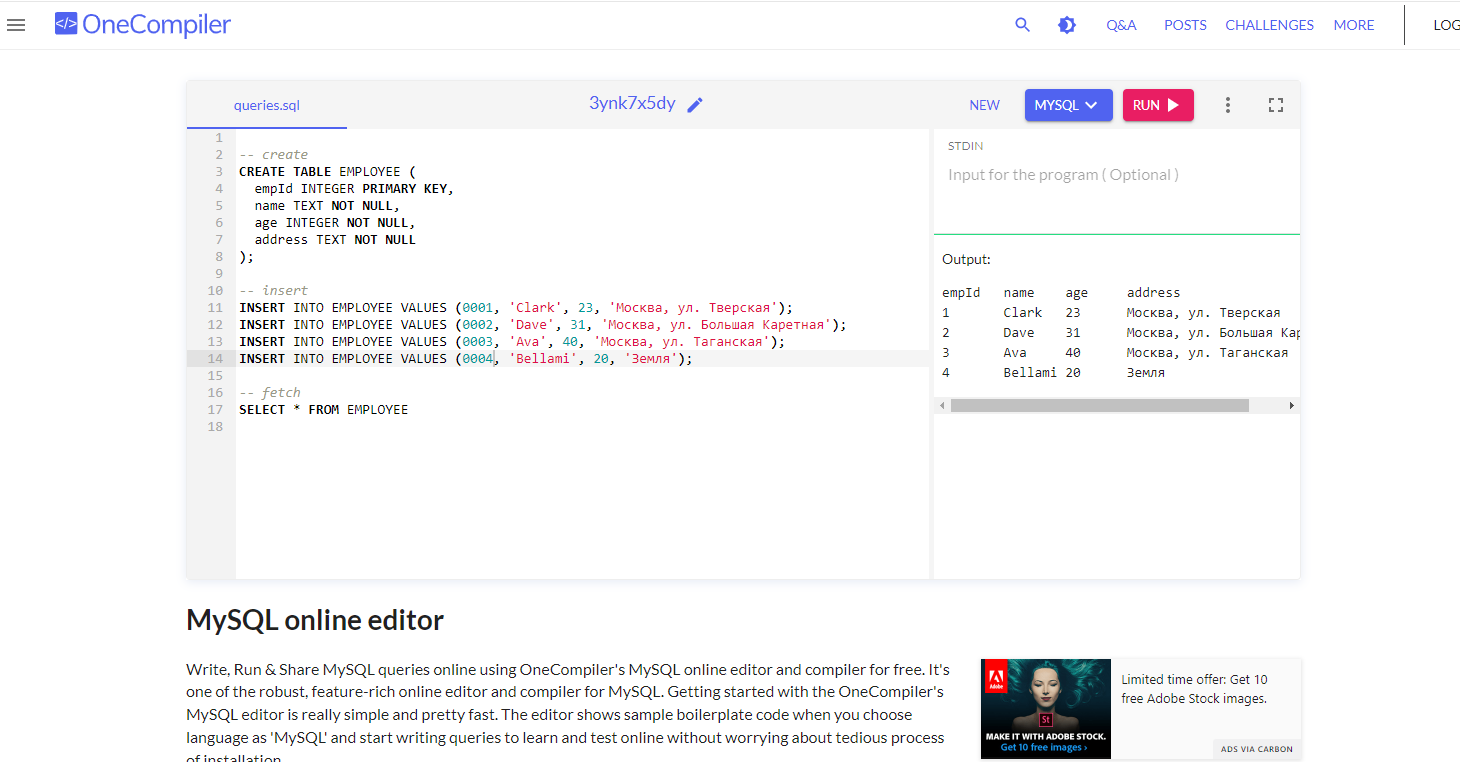 OneCompiler
Q&A POSTS CHALLENGES MORE LOG
queries.sql 3ynk7x5dy NEW MYSQL RUN
1
2 -- create
3 CREATE TABLE EMPLOYEE (
4 empId INTEGER PRIMARY KEY,
5 name TEXT NOT NULL,
6 age INTEGER NOT NULL,
7 address TEXT NOT NULL
8 );
9
10 -- insert
11 INSERT INTO EMPLOYEE VALUES (0001, 'Clark', 23, 'Москва, ул. Тверская');
12 INSERT INTO EMPLOYEE VALUES (0002, 'Dave', 31, 'Москва, ул. Большая Каретная');
13 INSERT INTO EMPLOYEE VALUES (0003, 'Ava', 40, 'Москва, ул. Таганская');
14 INSERT INTO EMPLOYEE VALUES (0004, 'Bellami', 20, 'Земля');
15
16 -- fetch
17 SELECT * FROM EMPLOYEE
18
STDIN
Input for the program ( Optional )
Output:
empId name age address
1 Clark 23 Москва, ул. Тверская
2 Dave 31 Москва, ул. Большая Кар
3 Ava 40 Москва, ул. Таганская
4 Bellami 20 Земля
MySQL online editor
Write, Run & Share MySQL queries online using OneCompiler's MySQL online editor and compiler for free. It's
one of the robust, feature-rich online editor and compiler for MySQL. Getting started with the OneCompiler's
MySQL editor is really simple and pretty fast. The editor shows sample boilerplate code when you choose
language as 'MySQL' and start writing queries to learn and test online without worrying about tedious process
of installation.
Adobe
St
MAKE IT WITH ADOBE STOCK.
Get 10 free images ›
Limited time offer: Get 10
free Adobe Stock images.
ADS VIA CARBON